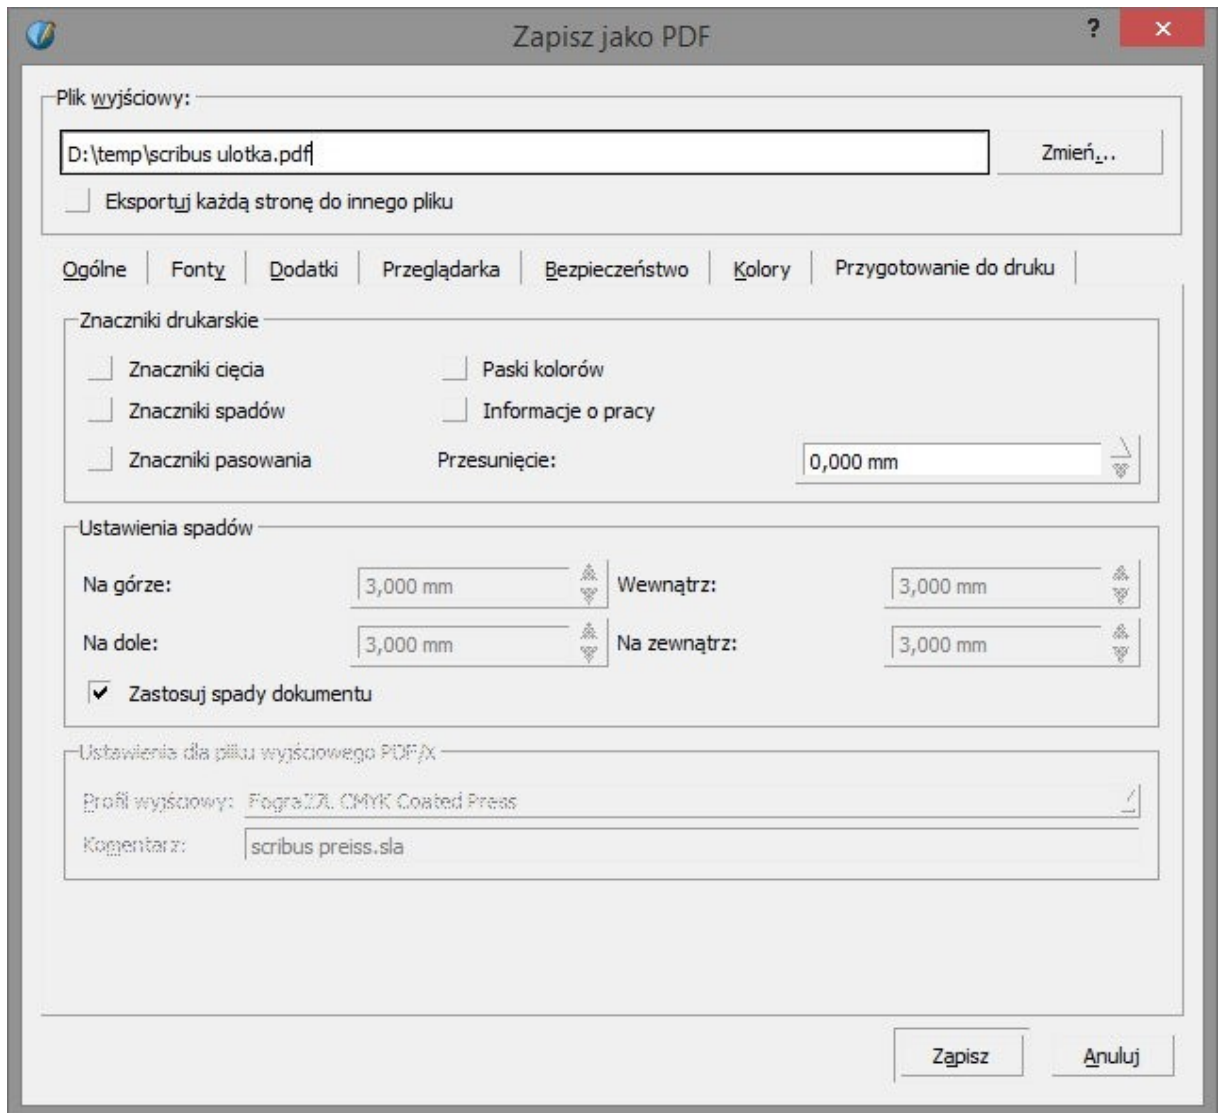 Zapisz jako PDF
?
Plik wyjściowy:
D:\temp\scribus ulotka.pdf
Zmień...
Eksportuj każdą stronę do innego pliku
Ogólne Fonty Dodatki Przeglądarka Bezpieczeństwo Kolory Przygotowanie do druku
Znaczniki drukarskie
Znaczniki cięcia Paski kolorów
Znaczniki spadów Informacje o pracy
Znaczniki pasowania Przesunięcie: 0,000 mm
Ustawienia spadów
Na górze: 3,000 mm Wewnątrz: 3,000 mm
Na dole: 3,000 mm Na zewnątrz: 3,000 mm
Zastosuj spady dokumentu
Ustawienia dla pliku wyjściowego PDF/X
Profil wyjściowy: Fogra27L CMYK Coated Press
Komentarz: scribus preiss.sla
Zapisz Anuluj